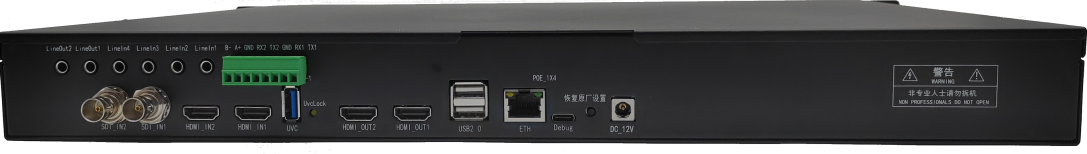 LineOut2 LineOut1 LineIn4 LineIn3 LineIn2 LineIn1 B- A+ GND RX2 TX2 GND RX1 TX1
POE_1X4
警告
WARNING
非专业人士请勿拆机
NON PROFESSIONALS DO NOT OPEN
UvcLock
恢复原厂设置
SDI_IN2 SDI_IN1 HDMI_IN2 HDMI_IN1 UVC HDMI_OUT2 HDMI_OUT1 USB2.0 ETH Debug DC_12V